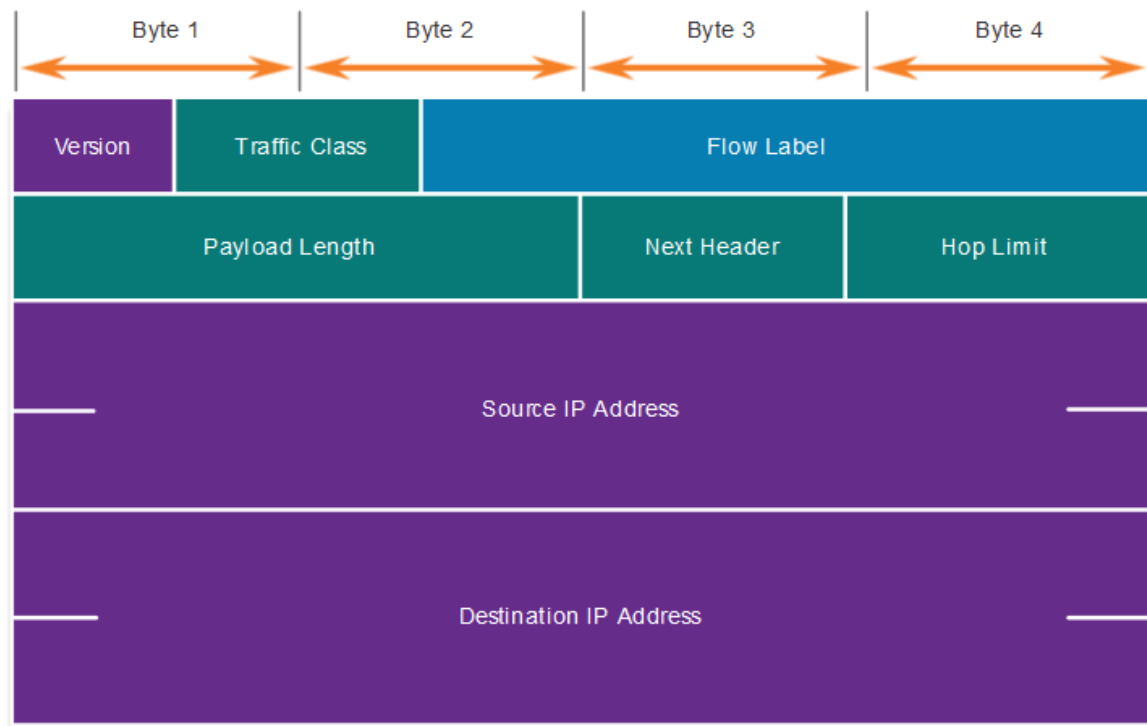 Byte 1 Byte 2 Byte 3 Byte 4
Version Traffic Class Flow Label
Payload Length Next Header Hop Limit
Source IP Address
Destination IP Address